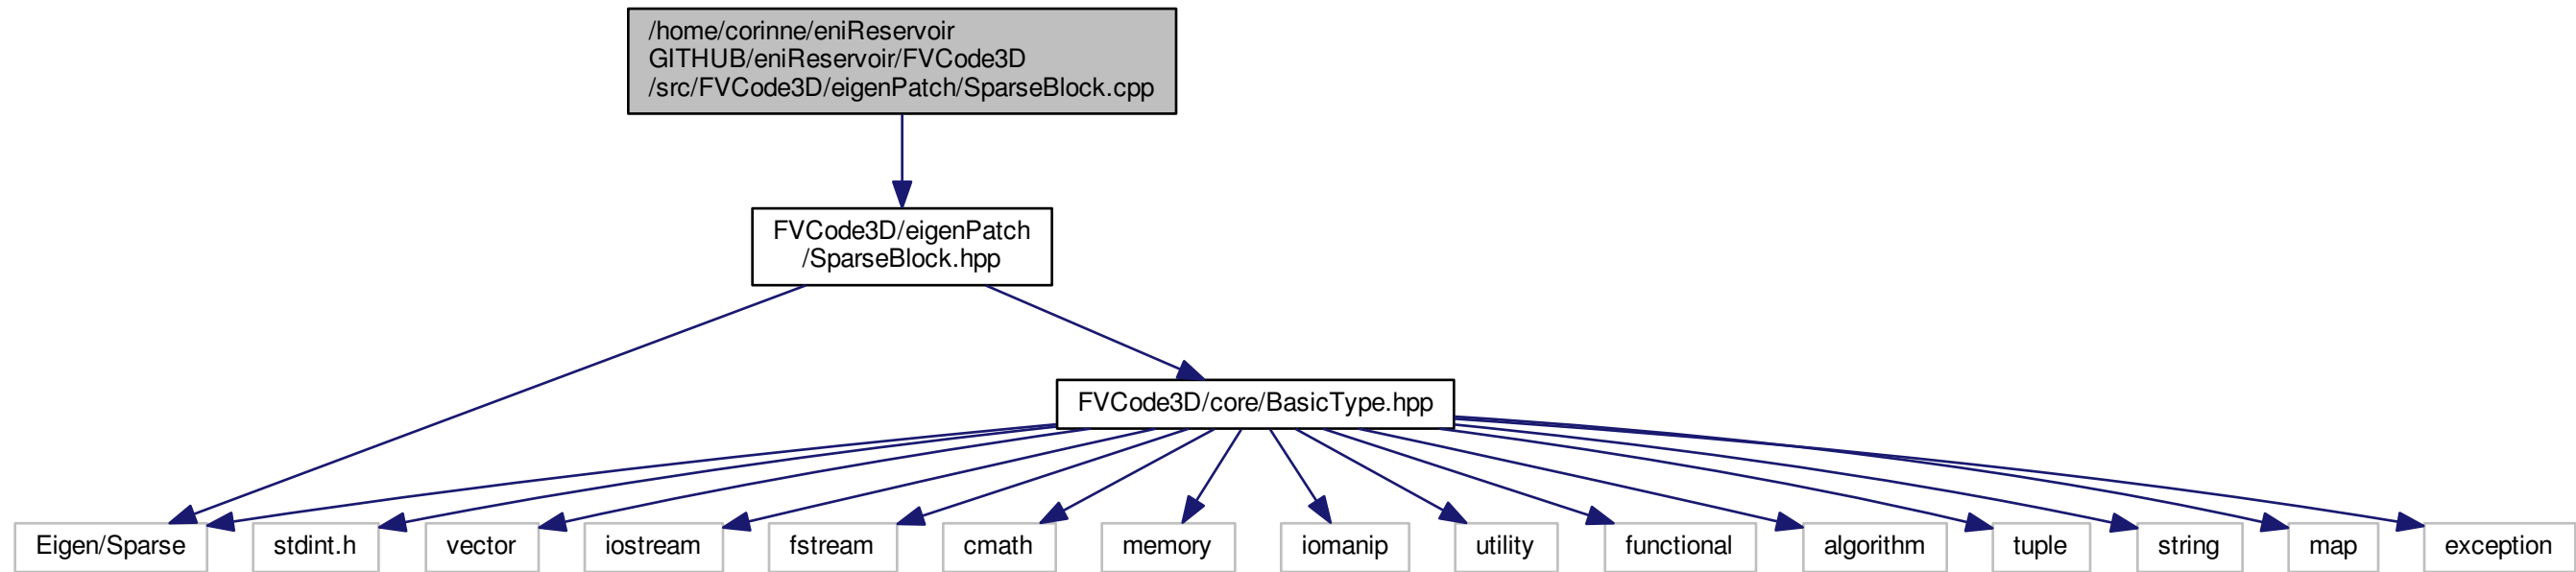 /home/corinne/eniReservoir
GITHUB/eniReservoir/FVCode3D
/src/FVCode3D/eigenPatch/SparseBlock.cpp
FVCode3D/eigenPatch
/SparseBlock.hpp
FVCode3D/core/BasicType.hpp
Eigen/Sparse
stdint.h
vector
iostream
fstream
cmath
memory
iomanip
utility
functional
algorithm
tuple
string
map
exception